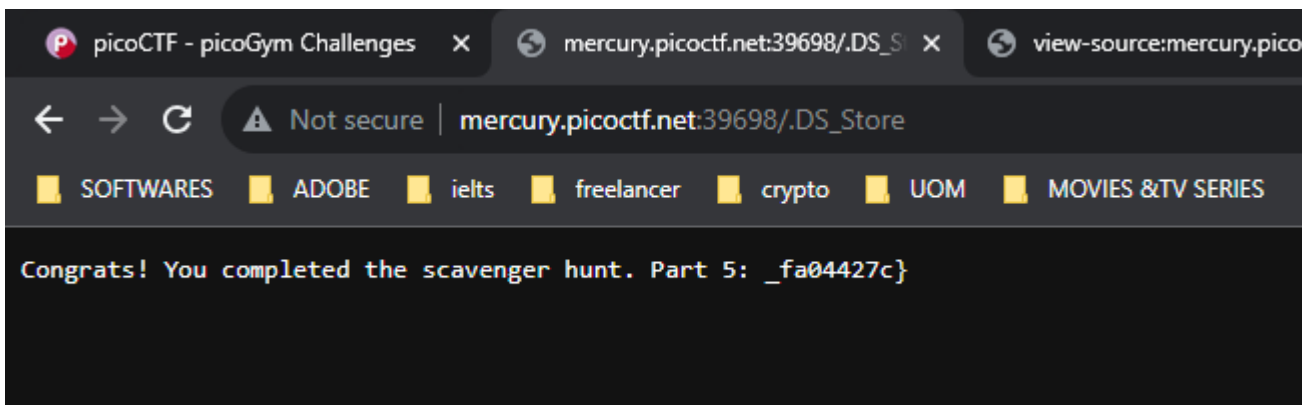 picoCTF - picoGym Challenges mercury.picoctf.net:39698/.DS_S view-source:mercury.pico
Not secure | mercury.picoctf.net:39698/.DS_Store
SOFTWARES ADOBE ielts freelancer crypto UOM MOVIES &TV SERIES
Congrats! You completed the scavenger hunt. Part 5: _fa04427c}